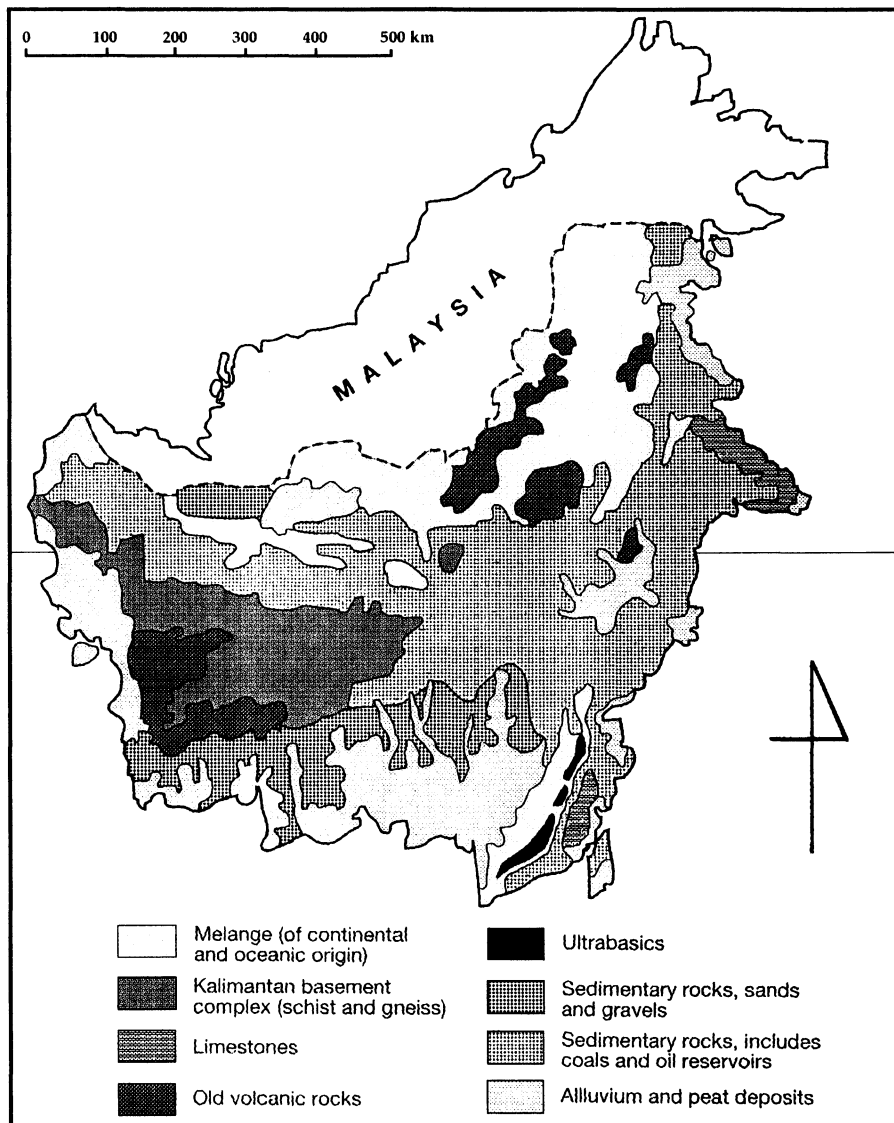 0 100 200 300 400 500 km
MALAYSIA
Melange (of continental
and oceanic origin)
Kalimantan basement
complex (schist and gneiss)
Limestones
Old volcanic rocks
Ultrabasics
Sedimentary rocks, sands
and gravels
Sedimentary rocks, includes
coals and oil reservoirs
Allluvium and peat deposits